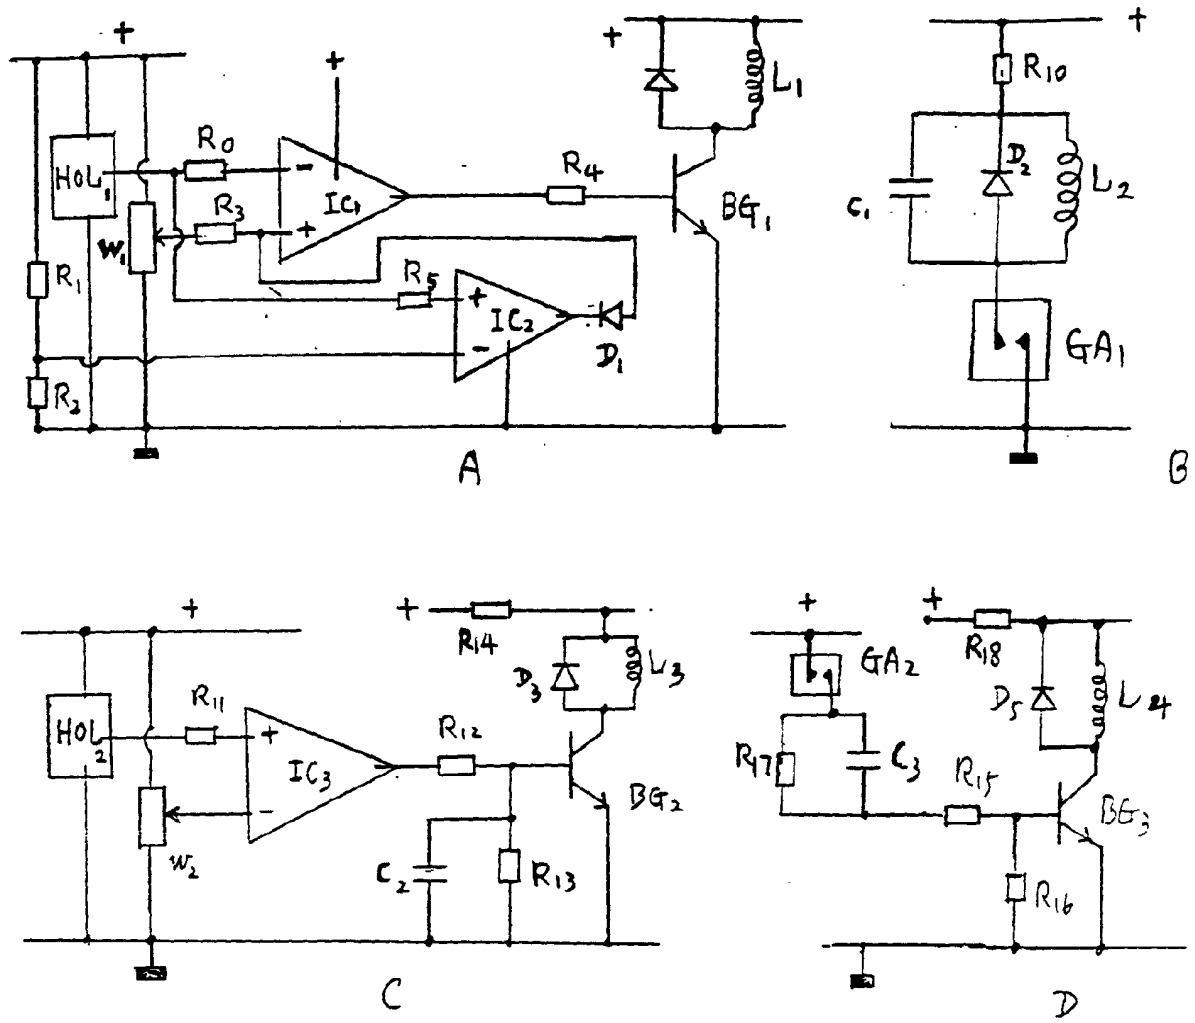 +
+
+
+
R10
L1
HOL1
R0
R4
D2
L2
C1
IC1
BG1
R3
W1
R1
R5
IC2
D1
GA1
R2
+
-
+
-
A
B
+
+
R14
+
GA2
+
R18
D3
L3
D5
L4
R11
HOL2
R12
R17
C3
R15
IC3
BG2
BG3
W2
C2
R13
R16
+
-
C
D